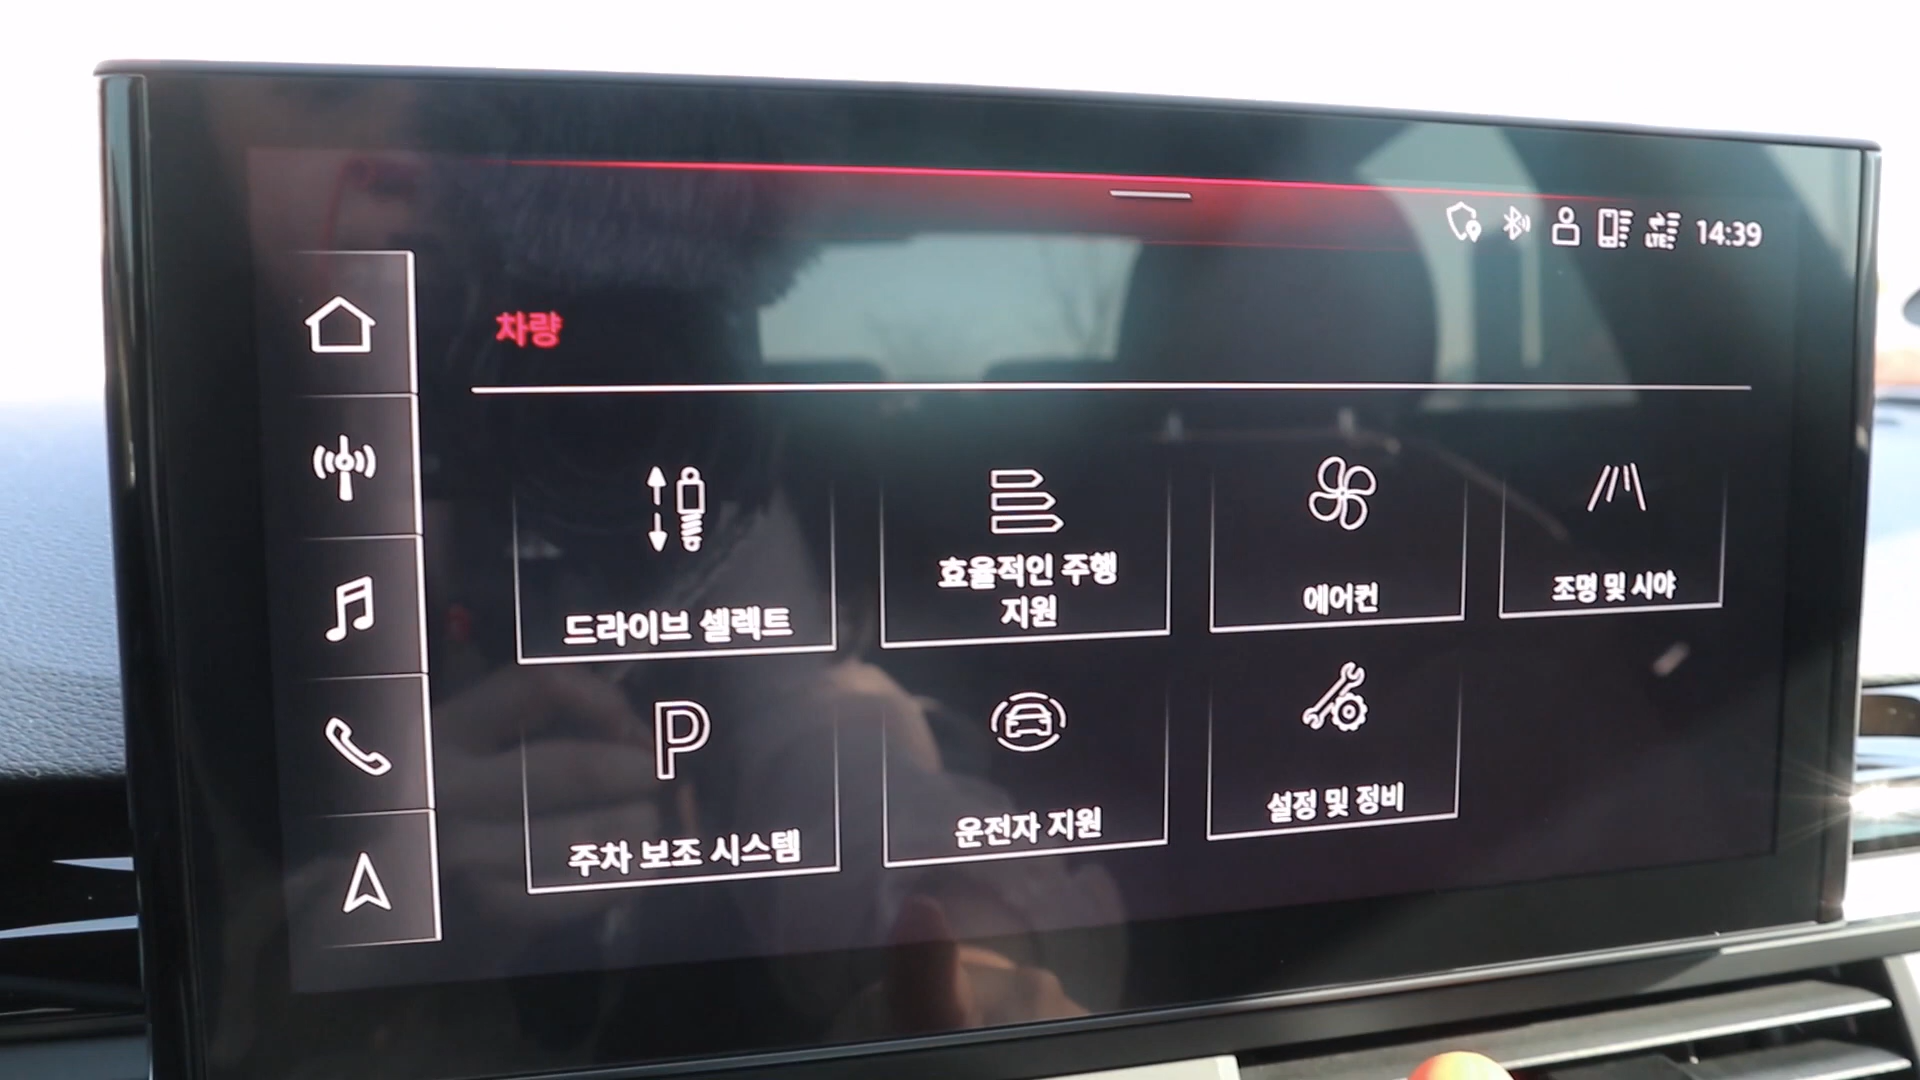 LTE 14:39
차량
드라이브 셀렉트
효율적인 주행
지원
에어컨
조명 및 시야
P
주차 보조 시스템
운전자 지원
설정 및 정비